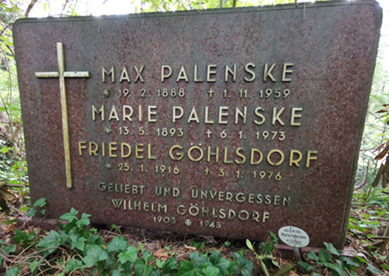 MAX PALENSKE
* 19. 2. 1888 † 1. 11. 1959
MARIE PALENSKE
* 13. 5. 1893 † 6. 1. 1973
FRIEDEL GÖHLSDORF
* 25. 1. 1916 † 3. 1. 1976
GELIEBT UND UNVERGESSEN
WILHELM GÖHLSDORF
1905 * 1945